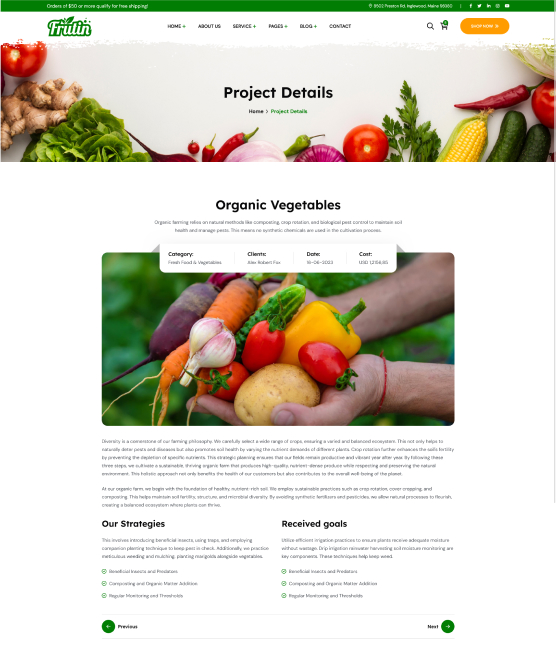 Orders of $50 or more qualify for free shipping!
8502 Preston Rd. Inglewood, Maine 98380
Frutin
HOME + ABOUT US SERVICE + PAGES + BLOG + CONTACT
SHOP NOW
Project Details
Home > Project Details
Organic Vegetables
Organic farming relies on natural methods like composting, crop rotation, and biological pest control to maintain soil
health and manage pests. This means no synthetic chemicals are used in the cultivation process.
Category: Clients: Date: Cost:
Fresh Food & Vegetables Alex Robert Fox 19-06-2023 USD 1,2156,65
Diversity is a cornerstone of our farming philosophy. We carefully select a wide range of crops, ensuring a varied and balanced ecosystem. This not only helps to
naturally deter pests and diseases but also promotes soil health by varying the nutrient demands of different plants. Crop rotation further enhances the soil's fertility
by preventing the depletion of specific nutrients. This strategic planning ensures that our fields remain productive and vibrant year after year. By following these
three steps, we cultivate a sustainable, thriving organic farm that produces high-quality, nutrient-dense produce while respecting and preserving the natural
environment. This holistic approach not only benefits the health of our customers but also contributes to the overall well-being of the planet.
At our organic farm, we begin with the foundation of healthy, nutrient-rich soil. We employ sustainable practices such as crop rotation, cover cropping, and
composting. This helps maintain soil fertility, structure, and microbial diversity. By avoiding synthetic fertilizers and pesticides, we allow natural processes to flourish,
creating a balanced ecosystem where plants can thrive.
Our Strategies
This involves introducing beneficial insects, using traps, and employing
companion planting technique to keep pest in check. Additionally, we practice
meticulous weeding and mulching, planting marigolds alongside vegetables.
Beneficial Insects and Predators
Composting and Organic Matter Addition
Regular Monitoring and Thresholds
Received goals
Utilize efficient irrigation practices to ensure plants receive adequate moisture
without wastage. Drip irrigation rainwater harvesting soil moisture monitoring are
key components. These techniques help keep weed.
Beneficial Insects and Predators
Composting and Organic Matter Addition
Regular Monitoring and Thresholds
Previous
Next